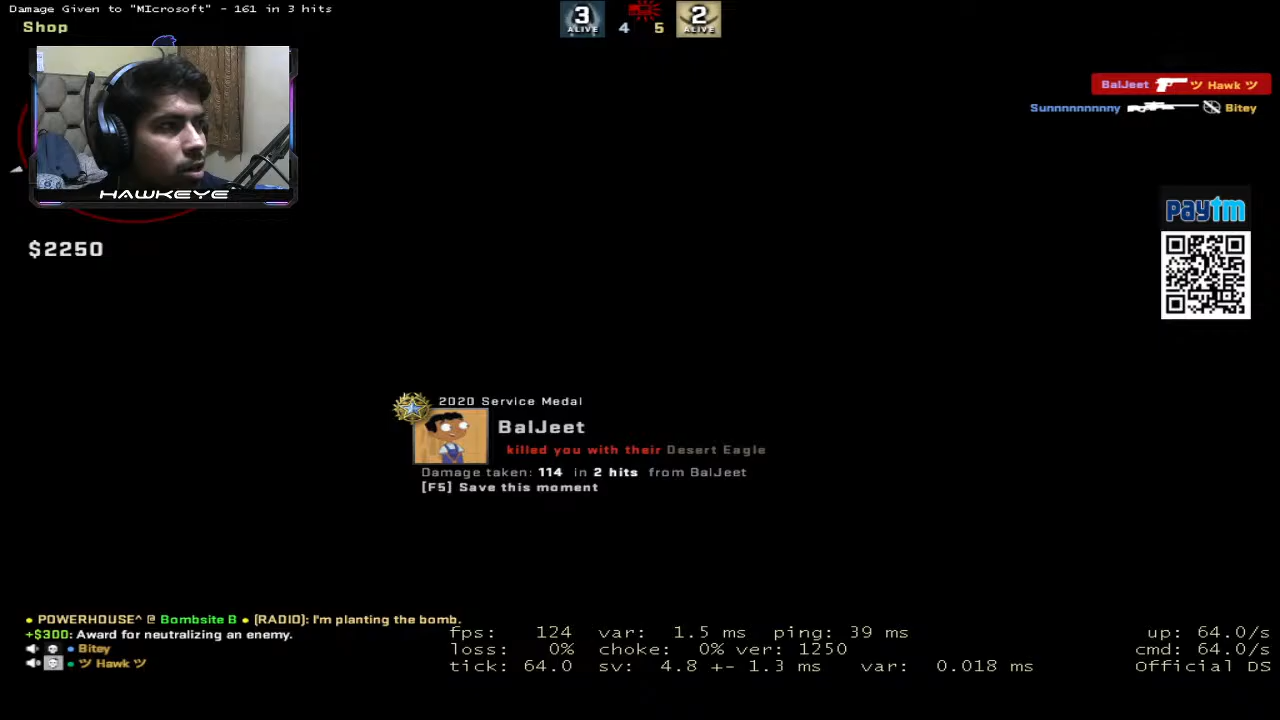 Damage Given to "MIcrosoft" - 161 in 3 hits
Shop
3
ALIVE
4
5
2
ALIVE
BalJeet ツ Hawk ツ
Sunnnnnnnnny Bitey
HAWKEYE
paytm
$2250
2020 Service Medal
BalJeet
killed you with their Desert Eagle
Damage taken: 114 in 2 hits from BalJeet
[F5] Save this moment
• POWERHOUSE^ @ Bombsite B • (RADIO): I'm planting the bomb.
+$300: Award for neutralizing an enemy.
Bitey
ツ Hawk ツ
fps: 124 var: 1.5 ms ping: 39 ms
loss: 0% choke: 0% ver: 1250
tick: 64.0 sv: 4.8 +- 1.3 ms var: 0.018 ms
up: 64.0/s
cmd: 64.0/s
Official DS